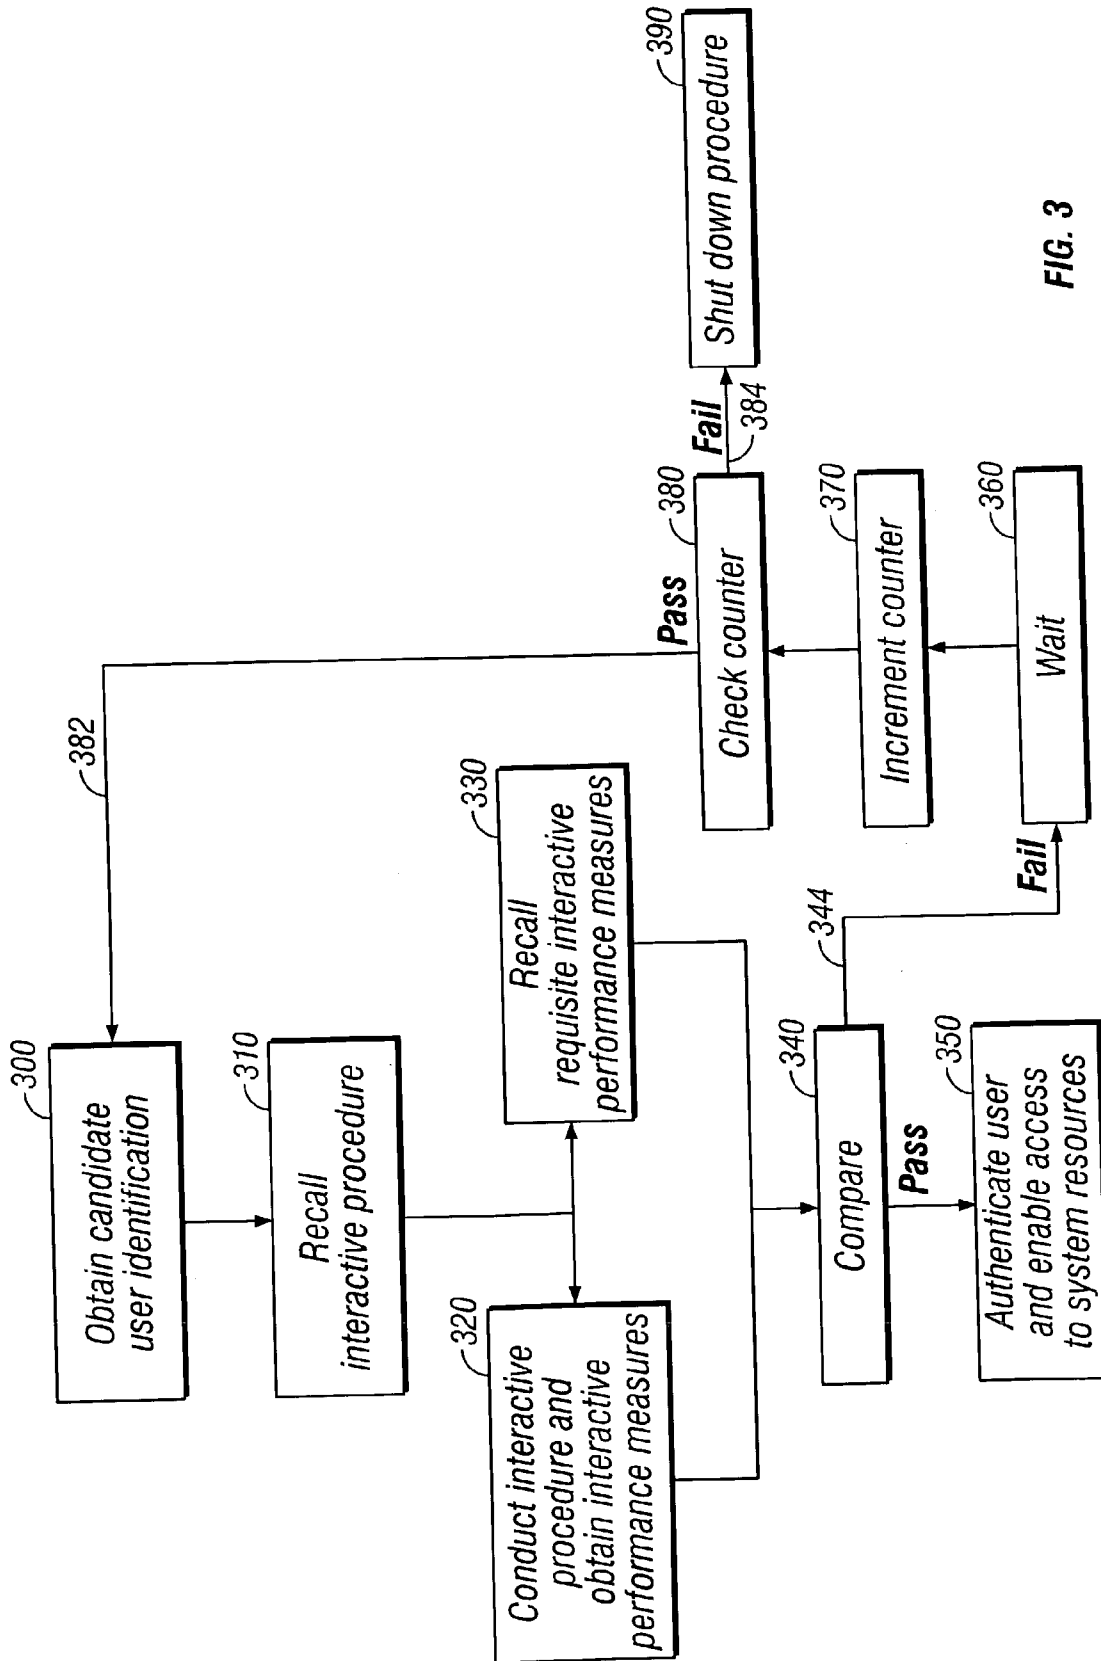 300
Obtain candidate
user identification
382
310
Recall
interactive procedure
320
Conduct interactive
procedure and
obtain interactive
performance measures
330
Recall
requisite interactive
performance measures
340
Compare
344
Pass
Fail
350
Authenticate user
and enable access
to system resources
360
Wait
370
Increment counter
380
Check counter
Pass
Fail
384
390
Shut down procedure
FIG. 3